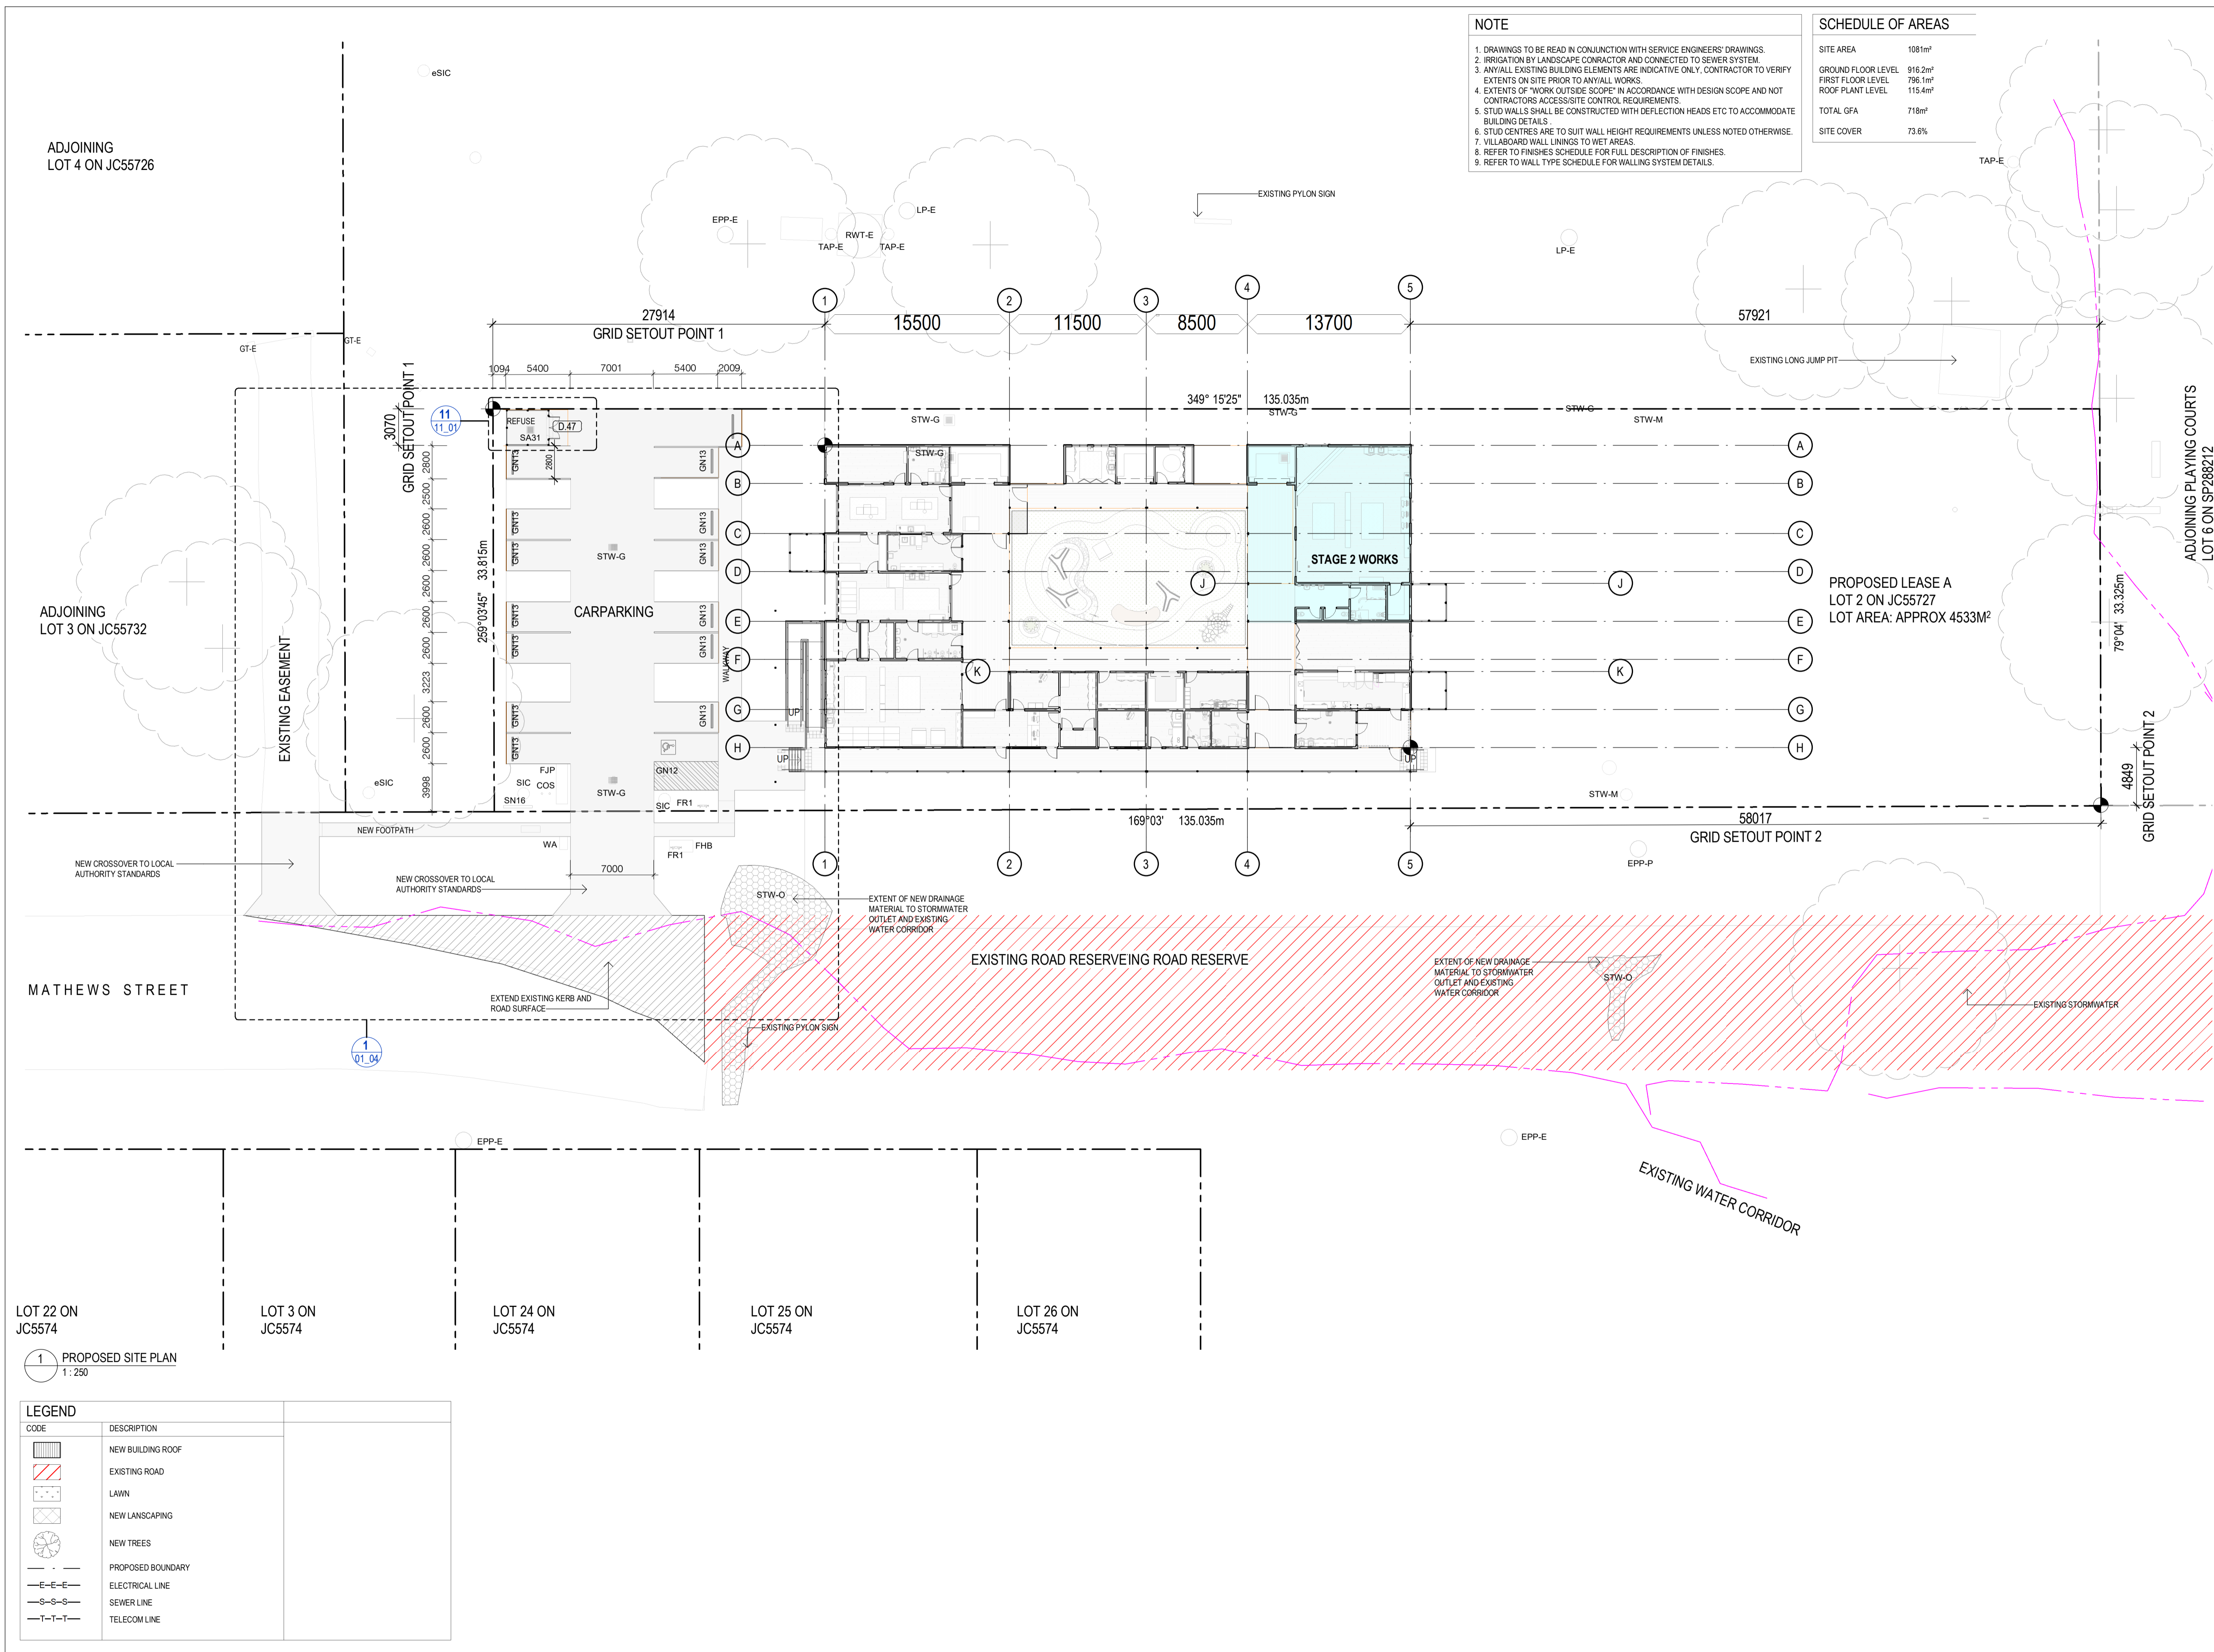 NOTE
1. DRAWINGS TO BE READ IN CONJUNCTION WITH SERVICE ENGINEERS' DRAWINGS.
2. IRRIGATION BY LANDSCAPE CONRACTOR AND CONNECTED TO SEWER SYSTEM.
3. ANY/ALL EXISTING BUILDING ELEMENTS ARE INDICATIVE ONLY, CONTRACTOR TO VERIFY
EXTENTS ON SITE PRIOR TO ANY/ALL WORKS.
4. EXTENTS OF "WORK OUTSIDE SCOPE" IN ACCORDANCE WITH DESIGN SCOPE AND NOT
CONTRACTORS ACCESS/SITE CONTROL REQUIREMENTS.
5. STUD WALLS SHALL BE CONSTRUCTED WITH DEFLECTION HEADS ETC TO ACCOMMODATE
BUILDING DETAILS .
6. STUD CENTRES ARE TO SUIT WALL HEIGHT REQUIREMENTS UNLESS NOTED OTHERWISE.
7. VILLABOARD WALL LININGS TO WET AREAS.
8. REFER TO FINISHES SCHEDULE FOR FULL DESCRIPTION OF FINISHES.
9. REFER TO WALL TYPE SCHEDULE FOR WALLING SYSTEM DETAILS.
SCHEDULE OF AREAS
SITE AREA 1081m²
GROUND FLOOR LEVEL 916.2m²
FIRST FLOOR LEVEL 796.1m²
ROOF PLANT LEVEL 115.4m²
TOTAL GFA 718m²
SITE COVER 73.6%
eSIC
ADJOINING
LOT 4 ON JC55726
TAP-E
EXISTING PYLON SIGN
EPP-E
LP-E
RWT-E
TAP-E
TAP-E
LP-E
1
2
3
4
5
27914
GRID SETOUT POINT 1
15500
11500
8500
13700
57921
GT-E
GT-E
EXISTING LONG JUMP PIT
1094
5400
7001
5400
2009
GRID SETOUT POINT 1
3070
349° 15'25" 135.035m
STW-G
STW-G
STW-G
STW-M
11
11_01
REFUSE
SA31
D.47
2800
STW-G
A
B
C
D
E
F
G
H
A
B
C
D
E
F
G
H
J
J
K
K
2800
2500
2600
2600
2600
2600
2600
3223
2600
2600
3998
GN13
GN13
GN13
GN13
GN13
GN13
GN13
GN13
GN13
GN13
GN13
GN13
GN13
STW-G
CARPARKING
259°03'45" 33.815m
WALKWAY
STAGE 2 WORKS
PROPOSED LEASE A
LOT 2 ON JC55727
LOT AREA: APPROX 4533M²
ADJOINING PLAYING COURTS
LOT 6 ON SP288212
79°04' 33.325m
ADJOINING
LOT 3 ON JC55732
EXISTING EASEMENT
UP
UP
UP
GN12
eSIC
FJP
SIC
COS
SN16
STW-G
SIC
FR1
STW-M
4849
GRID SETOUT POINT 2
169°03' 135.035m
58017
GRID SETOUT POINT 2
NEW FOOTPATH
WA
FR1
FHB
7000
1
2
3
4
5
EPP-P
NEW CROSSOVER TO LOCAL
AUTHORITY STANDARDS
NEW CROSSOVER TO LOCAL
AUTHORITY STANDARDS
STW-O
EXTENT OF NEW DRAINAGE
MATERIAL TO STORMWATER
OUTLET AND EXISTING
WATER CORRIDOR
EXISTING ROAD RESERVEING ROAD RESERVE
EXTENT OF NEW DRAINAGE
MATERIAL TO STORMWATER
OUTLET AND EXISTING
WATER CORRIDOR
STW-O
EXISTING STORMWATER
MATHEWS STREET
EXTEND EXISTING KERB AND
ROAD SURFACE
EXISTING PYLON SIGN
1
01_04
EPP-E
EPP-E
EXISTING WATER CORRIDOR
LOT 22 ON
JC5574
LOT 3 ON
JC5574
LOT 24 ON
JC5574
LOT 25 ON
JC5574
LOT 26 ON
JC5574
1
PROPOSED SITE PLAN
1 : 250
LEGEND
CODE DESCRIPTION
NEW BUILDING ROOF
EXISTING ROAD
LAWN
NEW LANSCAPING
NEW TREES
PROPOSED BOUNDARY
E-E-E ELECTRICAL LINE
S-S-S SEWER LINE
T-T-T TELECOM LINE